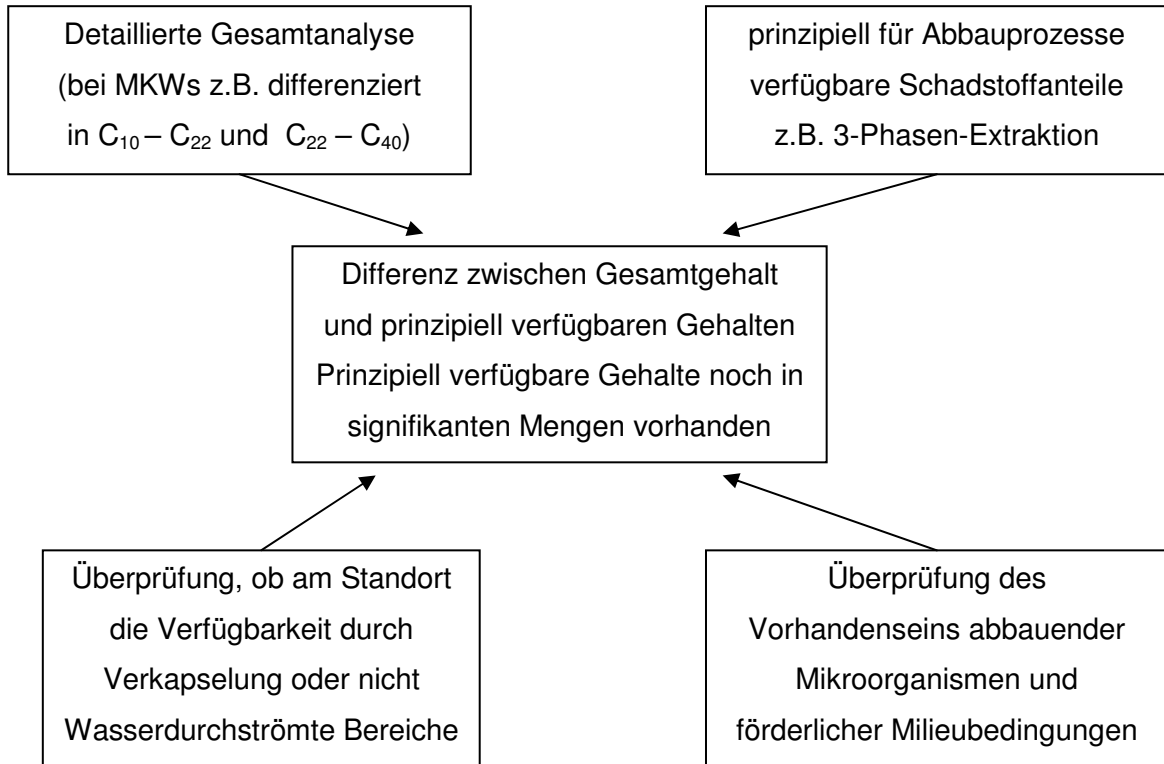 Detaillierte Gesamtanalyse
(bei MKWs z.B. differenziert
in C₁₀ – C₂₂ und C₂₂ – C₄₀)
prinzipiell für Abbauprozesse
verfügbare Schadstoffanteile
z.B. 3-Phasen-Extraktion
Differenz zwischen Gesamtgehalt
und prinzipiell verfügbaren Gehalten
Prinzipiell verfügbare Gehalte noch in
signifikanten Mengen vorhanden
Überprüfung, ob am Standort
die Verfügbarkeit durch
Verkapselung oder nicht
Wasserdurchströmte Bereiche
Überprüfung des
Vorhandenseins abbauender
Mikroorganismen und
förderlicher Milieubedingungen